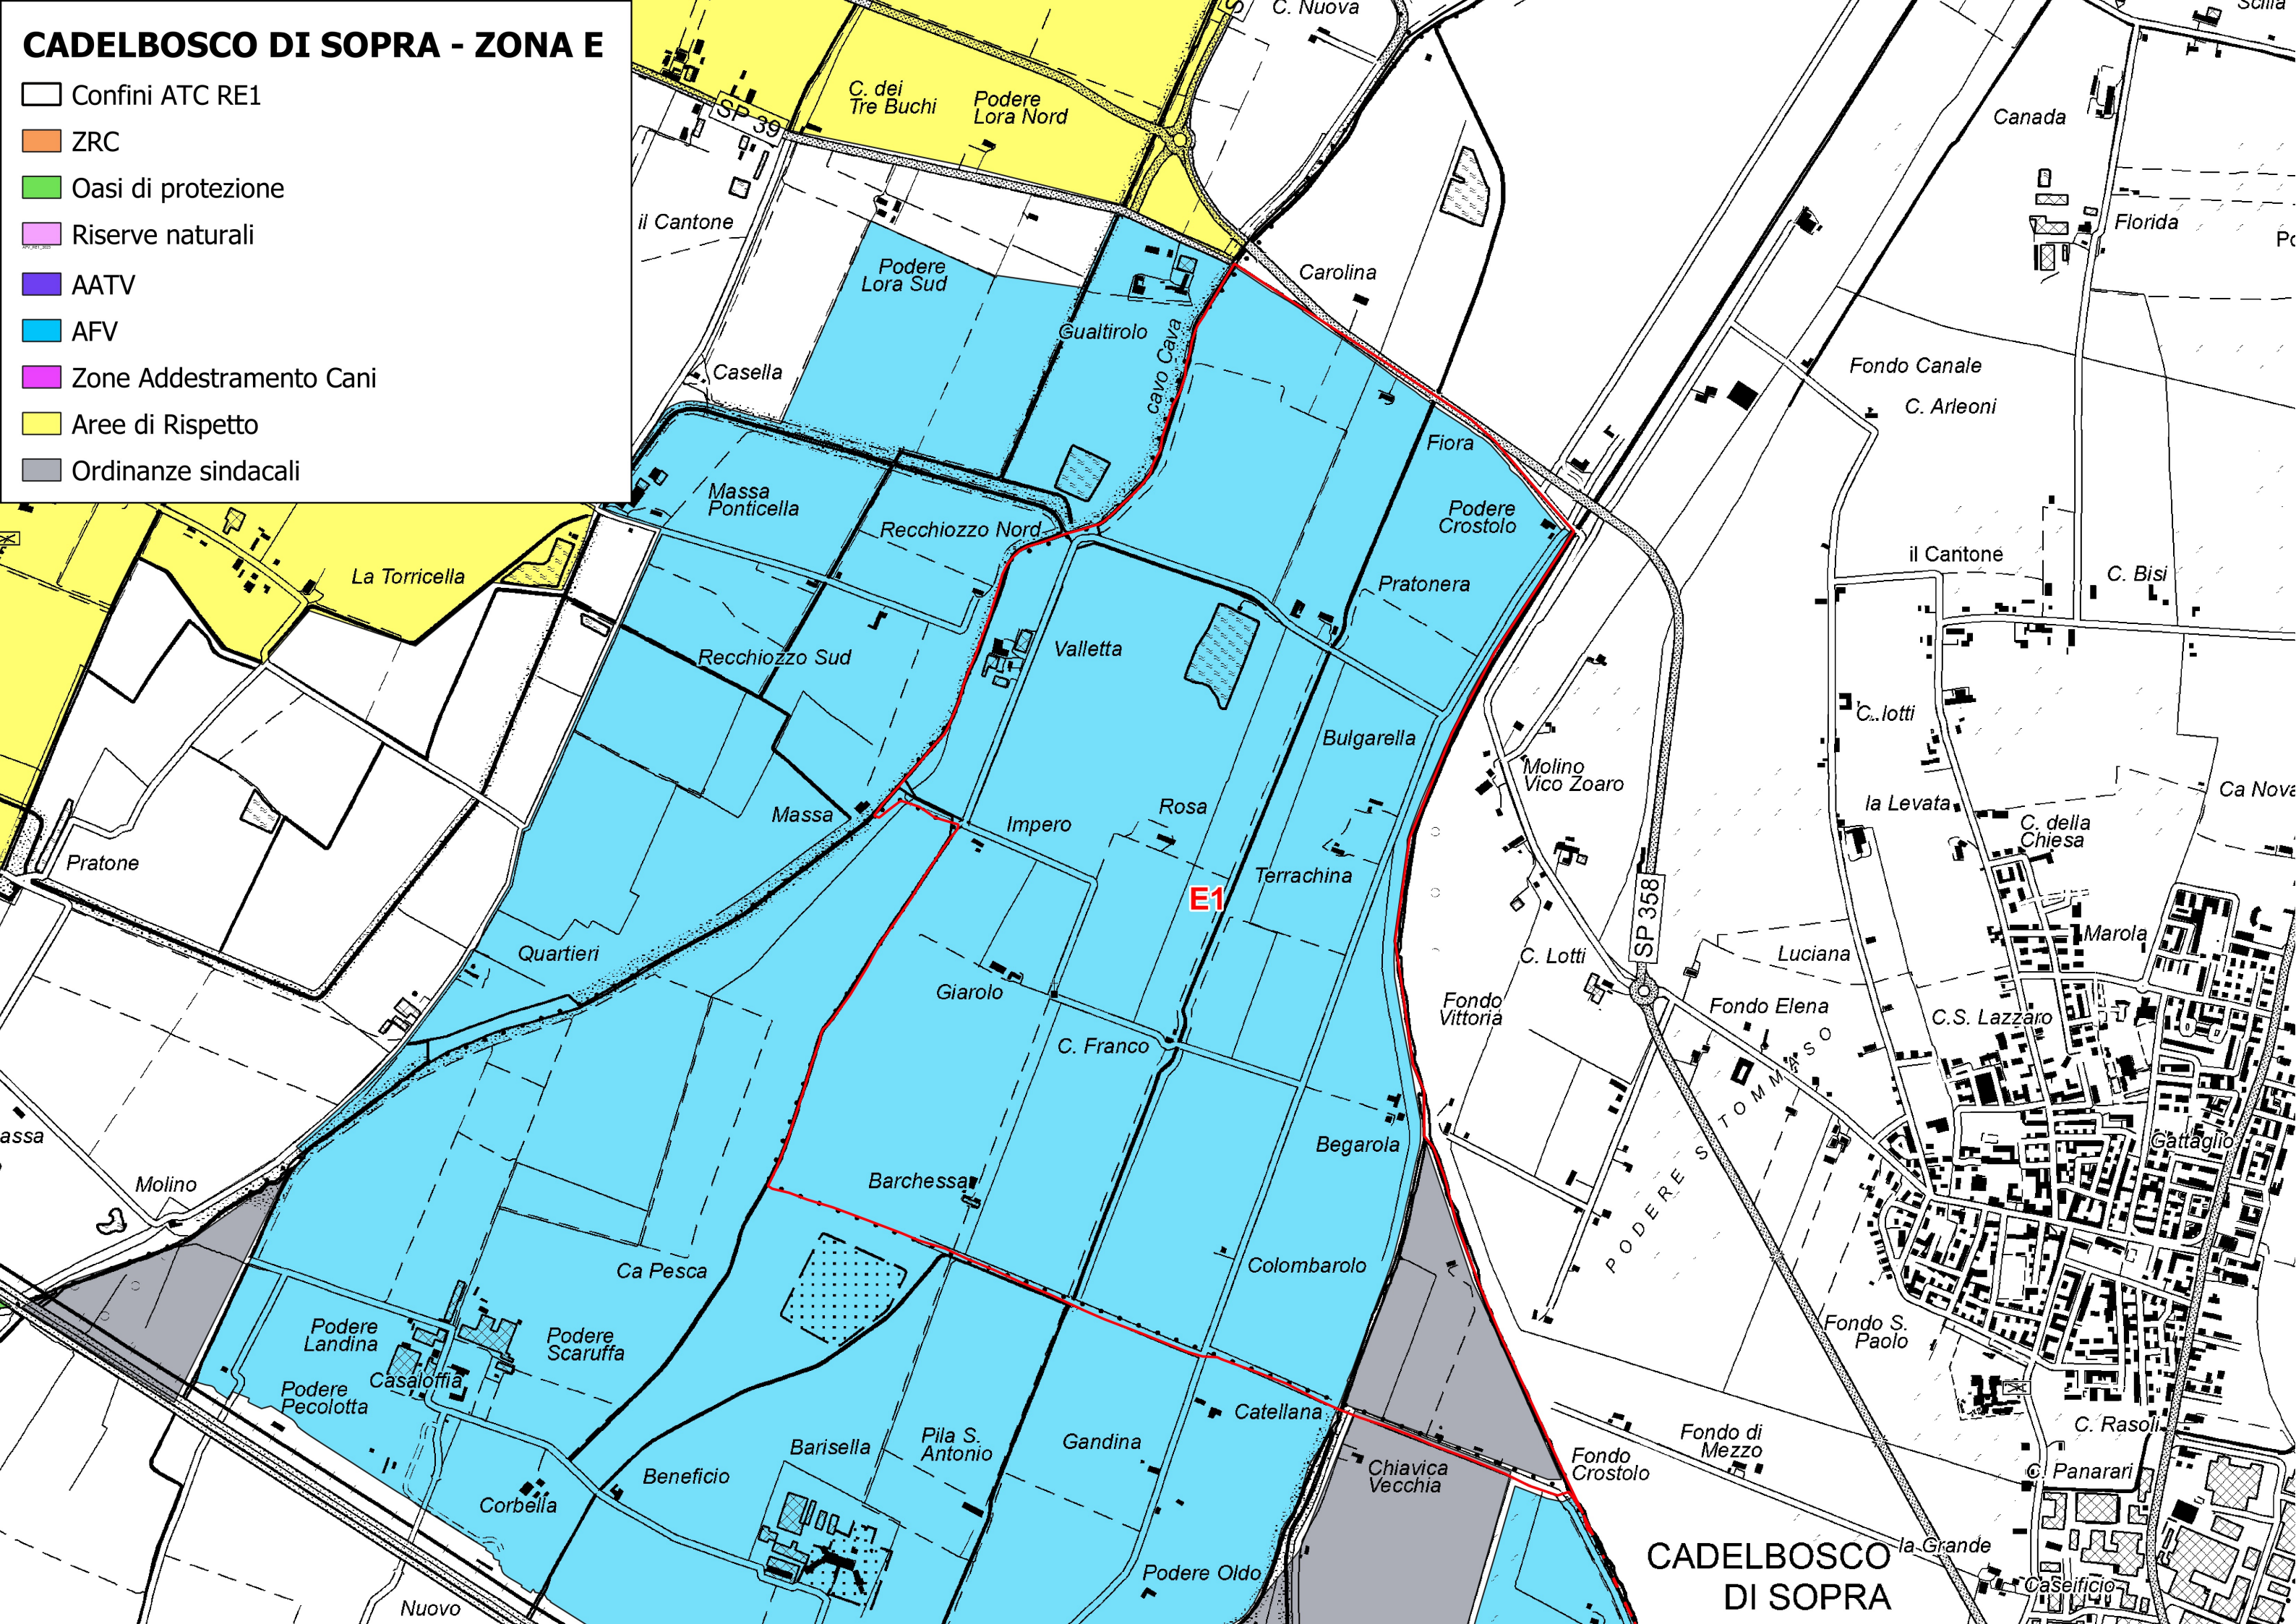 CADELBOSCO DI SOPRA - ZONA E
Confini ATC RE1
ZRC
Oasi di protezione
Riserve naturali
AATV
AFV
Zone Addestramento Cani
Aree di Rispetto
Ordinanze sindacali
C. Nuova
C. dei
Tre Buchi
Podere
Lora Nord
SP 39
il Cantone
Podere
Lora Sud
Gualtirolo
cavo Cava
Carolina
Canada
Florida
Casella
Fondo Canale
C. Arleoni
Fiora
Massa
Ponticella
Recchiozzo Nord
Podere
Crostolo
La Torricella
Pratonera
il Cantone
C. Bisi
Valletta
Recchiozzo Sud
Bulgarella
C. Iotti
Molino
Vico Zoaro
Massa
Impero
Rosa
la Levata
C. della
Chiesa
Ca Nova
Pratone
Terrachina
E1
SP 358
Marola
Quartieri
C. Lotti
Luciana
Giarolo
Fondo
Vittoria
Fondo Elena
C.S. Lazzaro
C. Franco
PODERE S TOMMASO
assa
Begarola
Gattaglio
Molino
Barchessa
Ca Pesca
Colombarolo
Podere
Landina
Podere
Scaruffa
Fondo S.
Paolo
Casaloffia
Podere
Pecolotta
Catellana
C. Rasoli
Barisella
Pila S.
Antonio
Gandina
Fondo di
Mezzo
Beneficio
Chiavica
Vecchia
Fondo
Crostolo
C. Panarari
Corbella
CADELBOSCO
DI SOPRA
la Grande
Podere Oldo
Caseificio
Nuovo